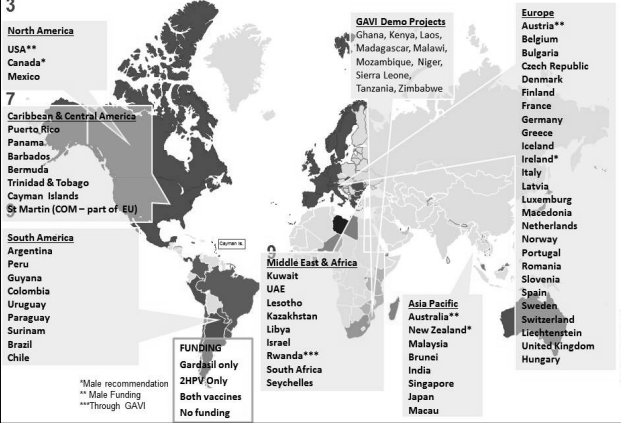 3
North America
USA**
Canada*
Mexico
7
Caribbean & Central America
Puerto Rico
Panama
Barbados
Bermuda
Trinidad & Tobago
Cayman Islands
St Martin (COM – part of EU)
South America
Argentina
Peru
Guyana
Colombia
Uruguay
Paraguay
Surinam
Brazil
Chile
*Male recommendation
** Male Funding
***Through GAVI
Cayman Is.
FUNDING
Gardasil only
2HPV Only
Both vaccines
No funding
GAVI Demo Projects
Ghana, Kenya, Laos,
Madagascar, Malawi,
Mozambique, Niger,
Sierra Leone,
Tanzania, Zimbabwe
9
Middle East & Africa
Kuwait
UAE
Lesotho
Kazakhstan
Libya
Israel
Rwanda***
South Africa
Seychelles
Asia Pacific
Australia**
New Zealand*
Malaysia
Brunei
India
Singapore
Japan
Macau
Europe
Austria**
Belgium
Bulgaria
Czech Republic
Denmark
Finland
France
Germany
Greece
Iceland
Ireland*
Italy
Latvia
Luxemburg
Macedonia
Netherlands
Norway
Portugal
Romania
Slovenia
Spain
Sweden
Switzerland
Liechtenstein
United Kingdom
Hungary